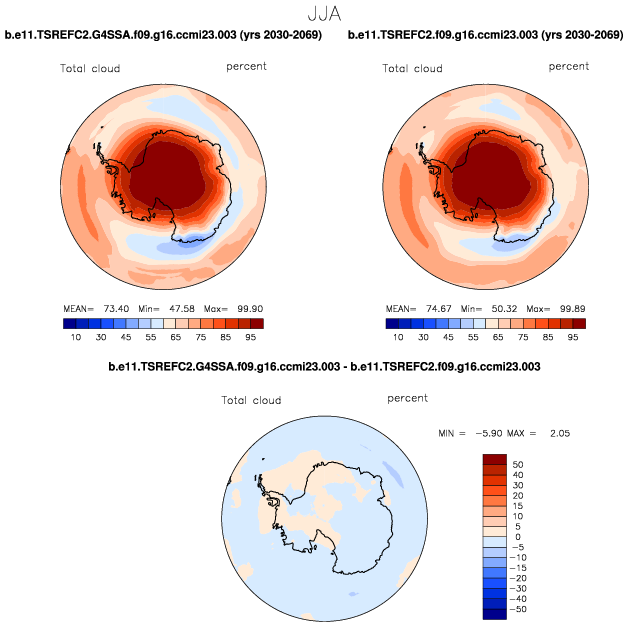 JJA
b.e11.TSREFC2.G4SSA.f09.g16.ccmi23.003 (yrs 2030-2069)
b.e11.TSREFC2.f09.g16.ccmi23.003 (yrs 2030-2069)
Total cloud percent
Total cloud percent
MEAN= 73.40 Min= 47.58 Max= 99.90
MEAN= 74.67 Min= 50.32 Max= 99.89
10 30 45 55 65 75 85 95
10 30 45 55 65 75 85 95
b.e11.TSREFC2.G4SSA.f09.g16.ccmi23.003 - b.e11.TSREFC2.f09.g16.ccmi23.003
Total cloud percent
MIN = -5.90 MAX = 2.05
50
40
30
20
15
10
5
0
-5
-10
-15
-20
-30
-40
-50